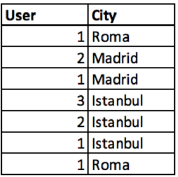 User City
1 Roma
2 Madrid
1 Madrid
3 Istanbul
2 Istanbul
1 Istanbul
1 Roma